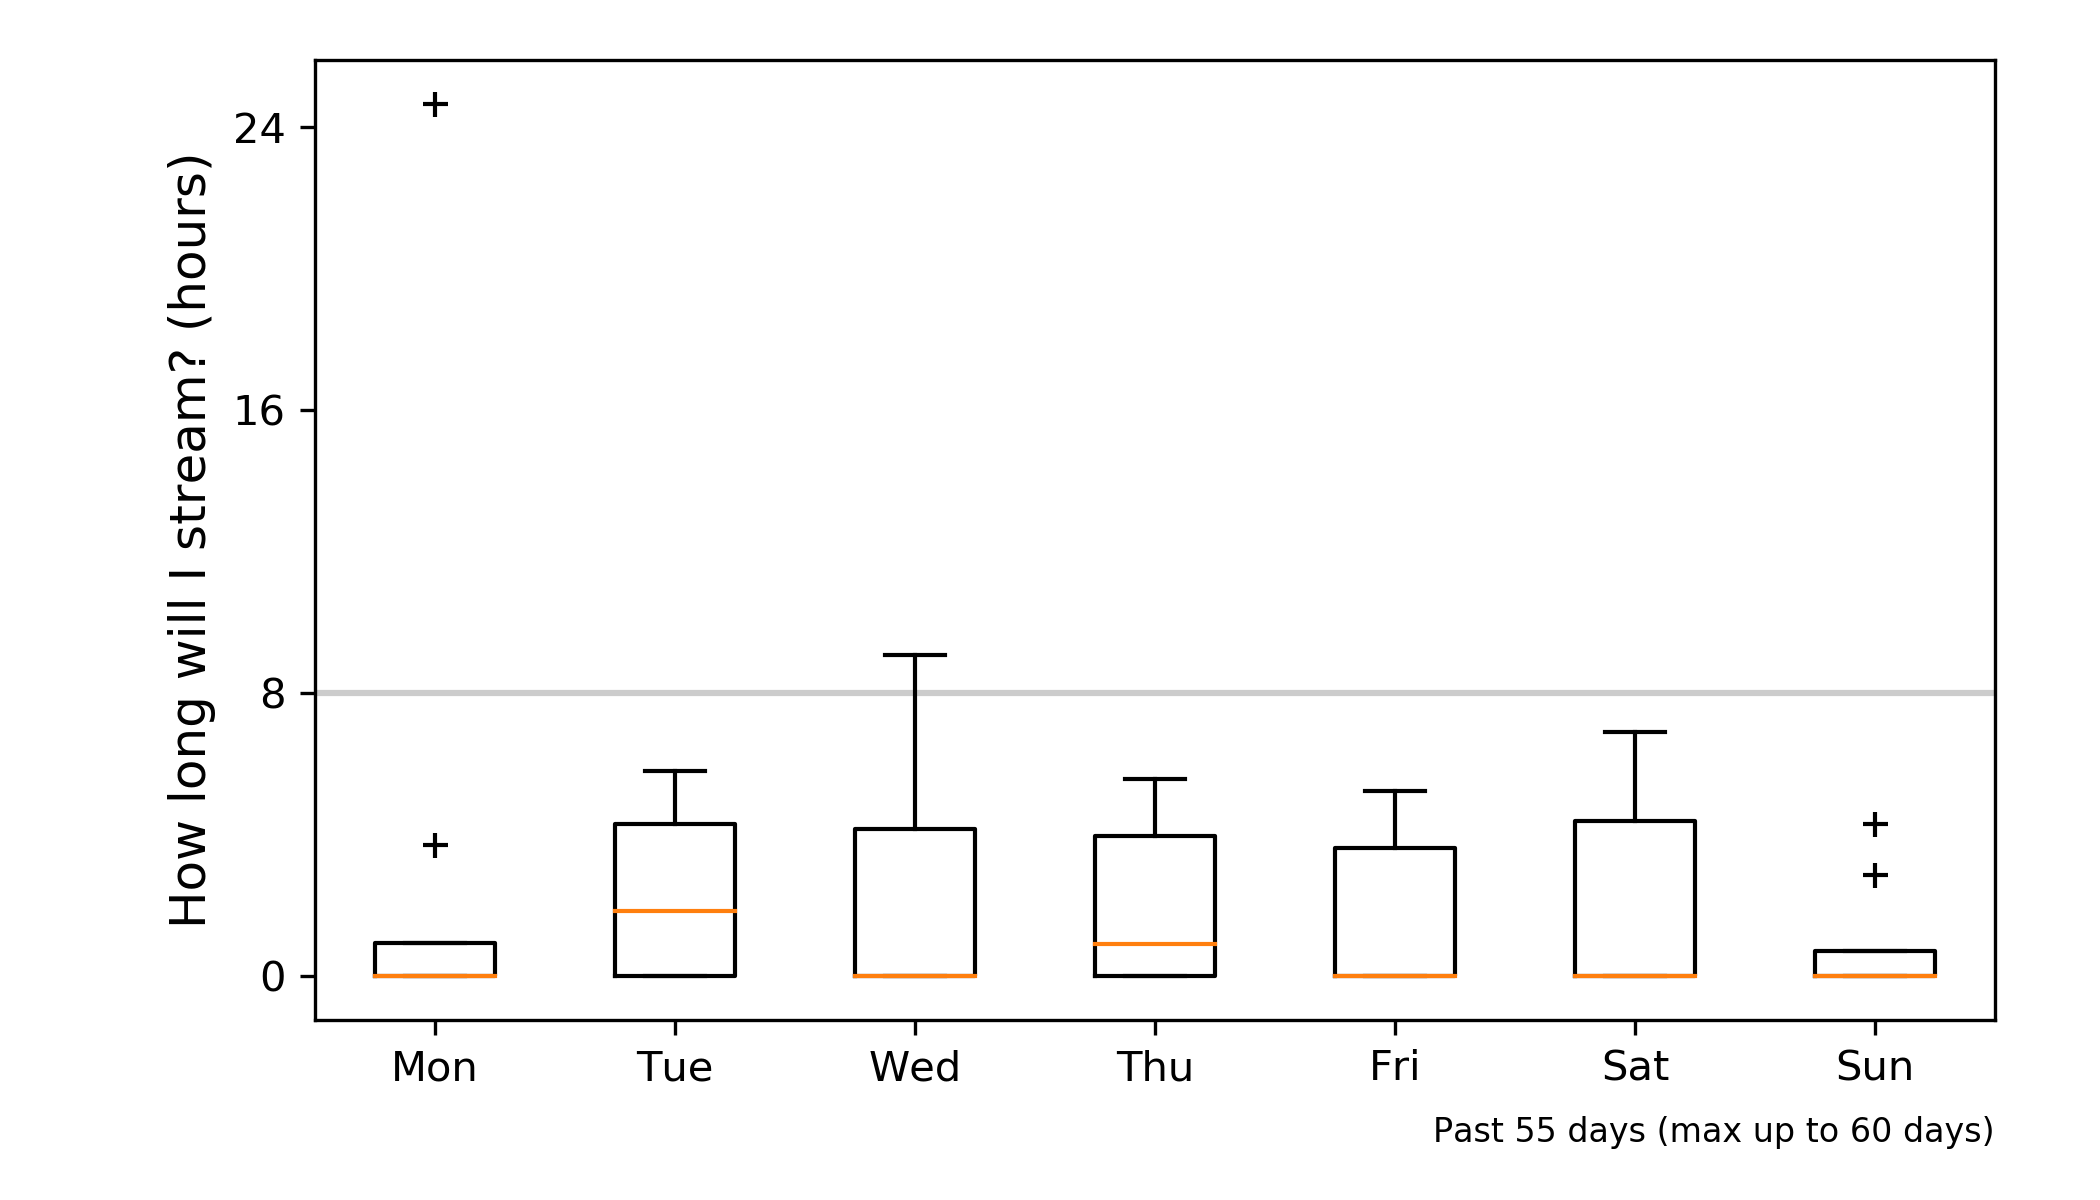 How long will I stream? (hours)
24
16
8
0
Mon Tue Wed Thu Fri Sat Sun
Past 55 days (max up to 60 days)